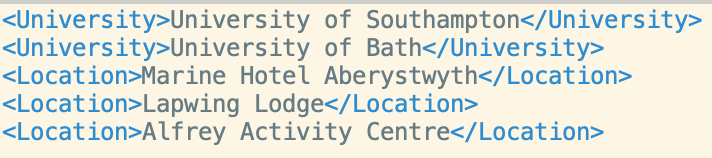 <University>University of Southampton</University>
<University>University of Bath</University>
<Location>Marine Hotel Aberystwyth</Location>
<Location>Lapwing Lodge</Location>
<Location>Alfrey Activity Centre</Location>